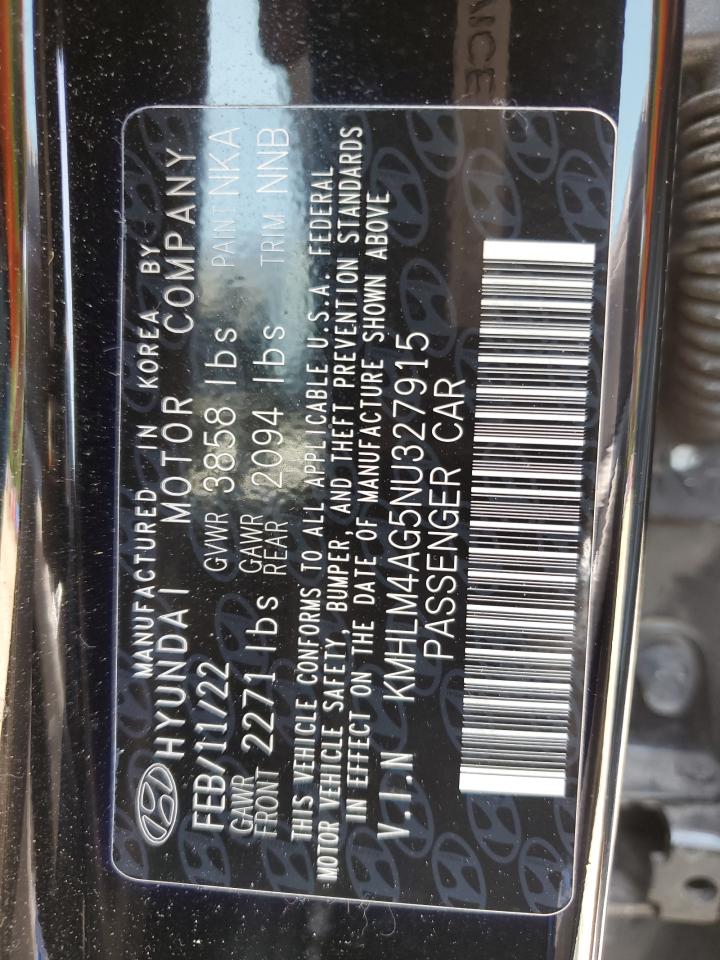 MANUFACTURED IN KOREA BY
HYUNDAI MOTOR COMPANY
FEB/11/22 GVWR 3858 lbs PAINT NKA
GAWR FRONT 2271 lbs GAWR REAR 2094 lbs TRIM NNB
THIS VEHICLE CONFORMS TO ALL APPLICABLE U.S.A. FEDERAL
MOTOR VEHICLE SAFETY, BUMPER, AND THEFT PREVENTION STANDARDS
IN EFFECT ON THE DATE OF MANUFACTURE SHOWN ABOVE
V.I.N KMHLM4AG5NU327915
PASSENGER CAR